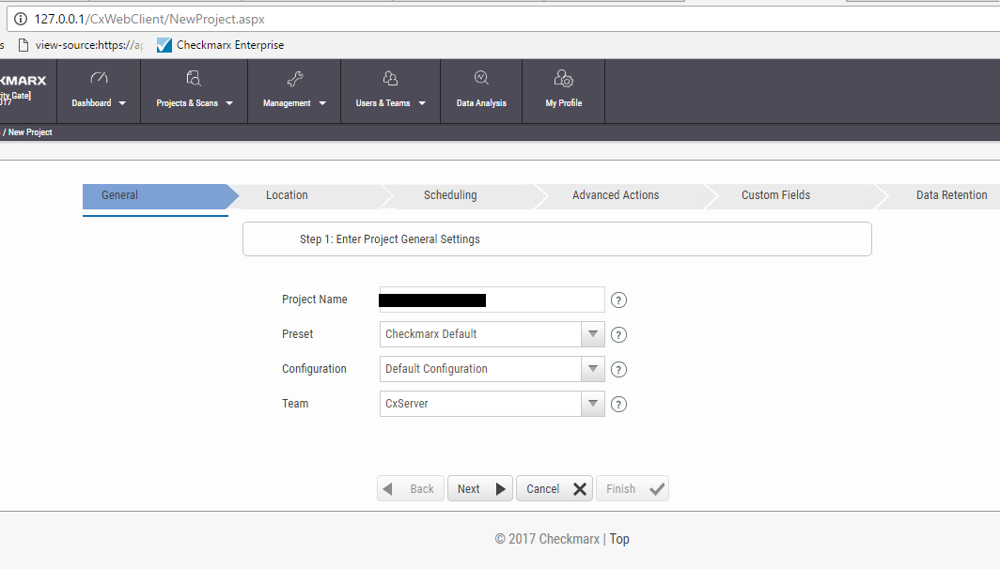 127.0.0.1/CxWebClient/NewProject.aspx
view-source:https://ap
Checkmarx Enterprise
KMARX
ity Gate]
017
Dashboard
Projects & Scans
Management
Users & Teams
Data Analysis
My Profile
/ New Project
General
Location
Scheduling
Advanced Actions
Custom Fields
Data Retention
Step 1: Enter Project General Settings
Project Name
?
Preset
Checkmarx Default
?
Configuration
Default Configuration
?
Team
CxServer
?
Back
Next
Cancel
Finish
© 2017 Checkmarx | Top